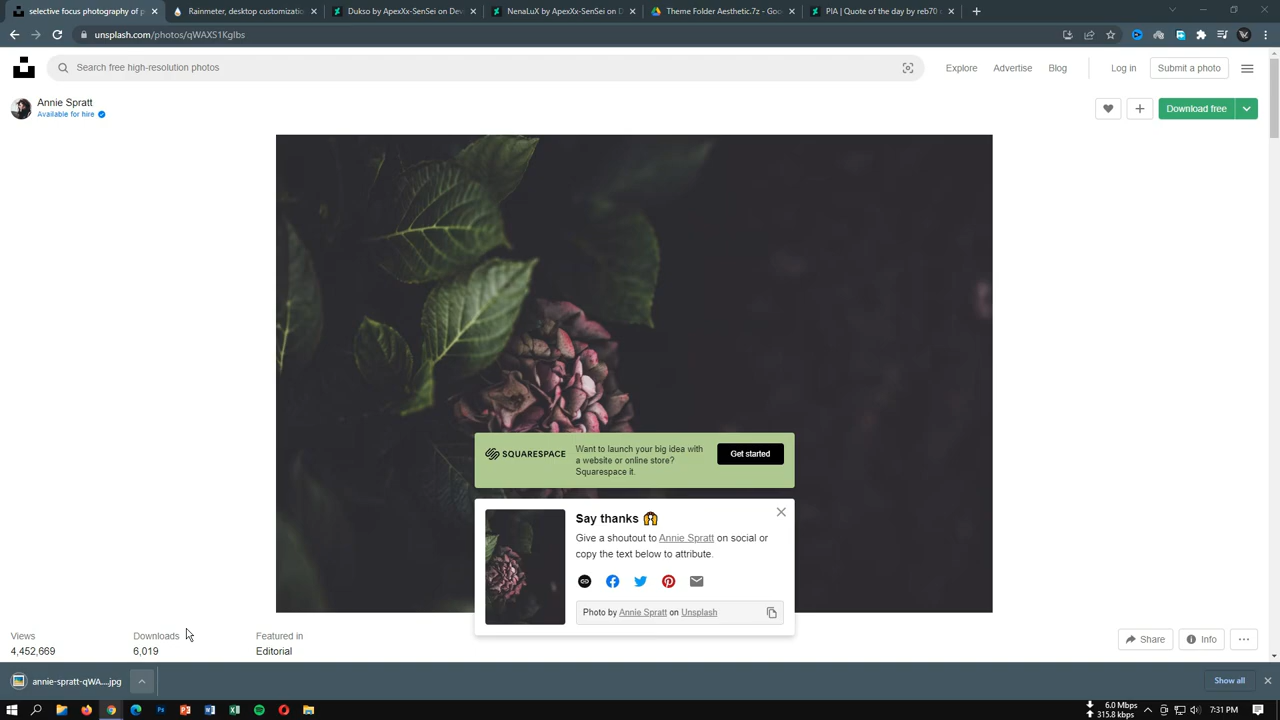 selective focus photography of p
Rainmeter, desktop customizatio
Dukso by ApexXx-SenSei on Dev
NenaLuX by ApexXx-SenSei on D
Theme Folder Aesthetic.7z - Goo
PIA | Quote of the day by reb70 o
unsplash.com/photos/qWAXS1Kglbs
Search free high-resolution photos
Explore
Advertise
Blog
Log in
Submit a photo
Annie Spratt
Available for hire
Download free
SQUARESPACE
Want to launch your big idea with
a website or online store?
Squarespace it.
Get started
Say thanks 🙌
Give a shoutout to Annie Spratt on social or
copy the text below to attribute.
Photo by Annie Spratt on Unsplash
Views
4,452,669
Downloads
6,019
Featured in
Editorial
Share
Info
annie-spratt-qWA....jpg
Show all
6.0 Mbps
315.8 kbps
7:31 PM